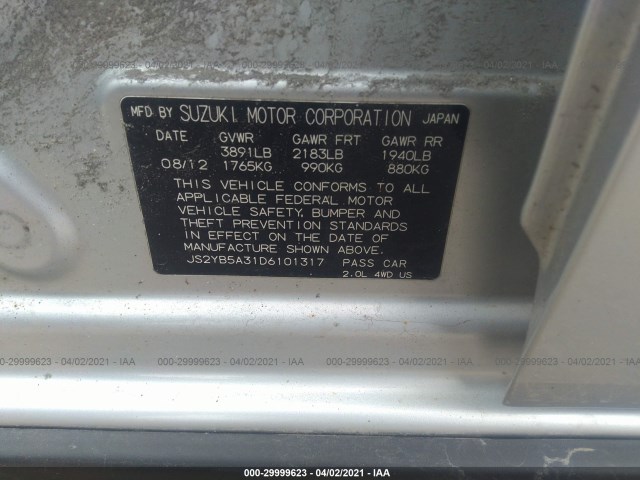 000-29999623 - 04/02/2021 - IAA
MFD BY SUZUKI MOTOR CORPORATION JAPAN
DATE GVWR GAWR FRT GAWR RR
3891LB 2183LB 1940LB
08/12 1765KG 990KG 880KG
THIS VEHICLE CONFORMS TO ALL
APPLICABLE FEDERAL MOTOR
VEHICLE SAFETY, BUMPER AND
THEFT PREVENTION STANDARDS
IN EFFECT ON THE DATE OF
MANUFACTURE SHOWN ABOVE.
JS2YB5A31D6101317 PASS CAR
2.0L 4WD US
000-29999623 - 04/02/2021 - IAA
000-29999623 - 04/02/2021 - IAA
000-29999623 - 04/02/2021 - IAA
000-29999623 - 04/02/2021 - IAA